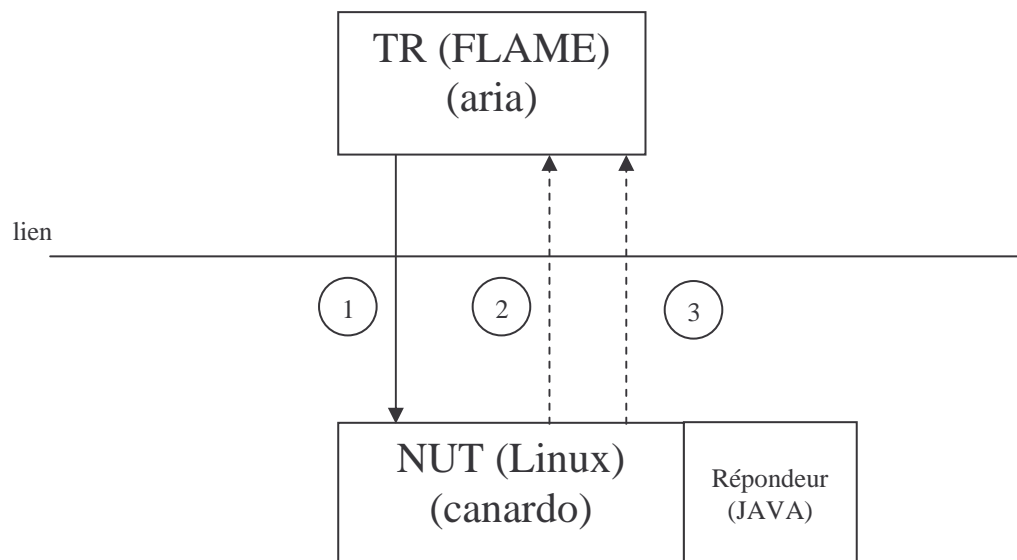 TR (FLAME)
(aria)
lien
1
2
3
NUT (Linux)
(canardo)
Répondeur
(JAVA)